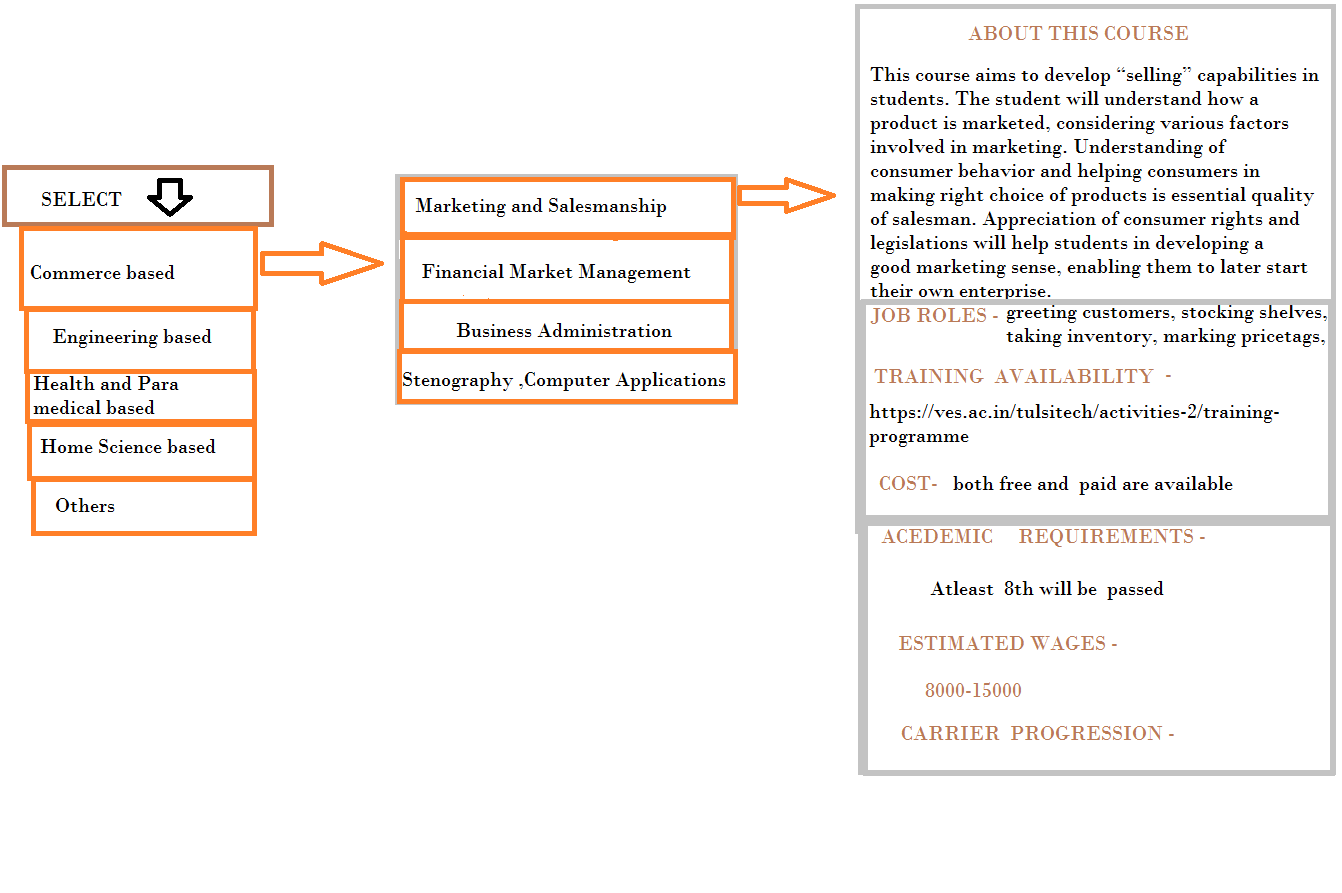 SELECT
Commerce based
Engineering based
Health and Para
medical based
Home Science based
Others
Marketing and Salesmanship
Financial Market Management
Business Administration
Stenography ,Computer Applications
ABOUT THIS COURSE
This course aims to develop “selling” capabilities in
students. The student will understand how a
product is marketed, considering various factors
involved in marketing. Understanding of
consumer behavior and helping consumers in
making right choice of products is essential quality
of salesman. Appreciation of consumer rights and
legislations will help students in developing a
good marketing sense, enabling them to later start
their own enterprise.
JOB ROLES - greeting customers, stocking shelves,
taking inventory, marking pricetags,
TRAINING AVAILABILITY -
https://ves.ac.in/tulsitech/activities-2/training-
programme
COST- both free and paid are available
ACEDEMIC REQUIREMENTS -
Atleast 8th will be passed
ESTIMATED WAGES -
8000-15000
CARRIER PROGRESSION -